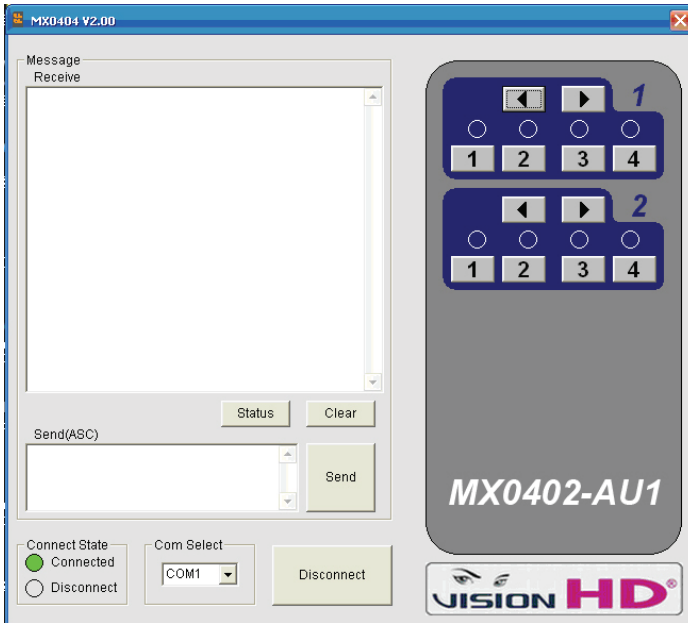 MX0404 V2.00
Message
Receive
Status
Clear
Send(ASC)
Send
Connect State
Connected
Disconnect
Com Select
COM1
Disconnect
1
1 2 3 4
2
1 2 3 4
MX0402-AU1
VISION HD®